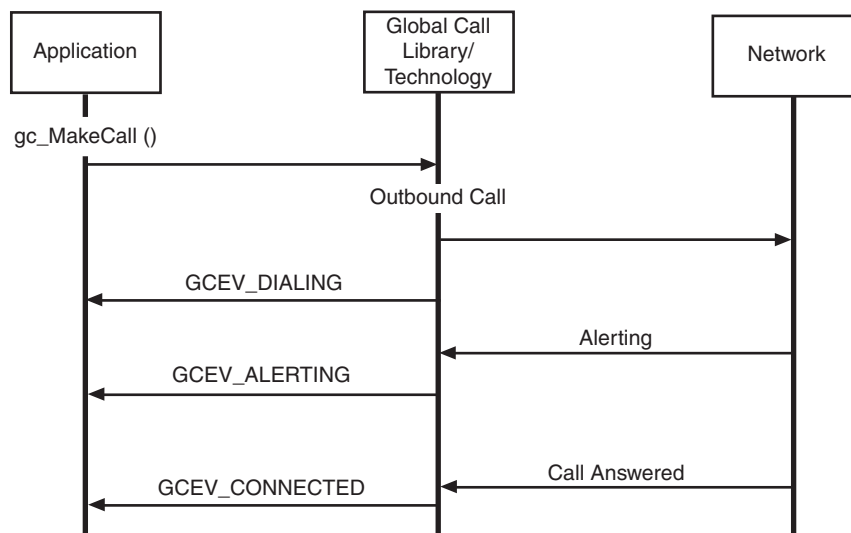 Application
Global Call
Library/
Technology
Network
gc_MakeCall ()
Outbound Call
GCEV_DIALING
Alerting
GCEV_ALERTING
Call Answered
GCEV_CONNECTED